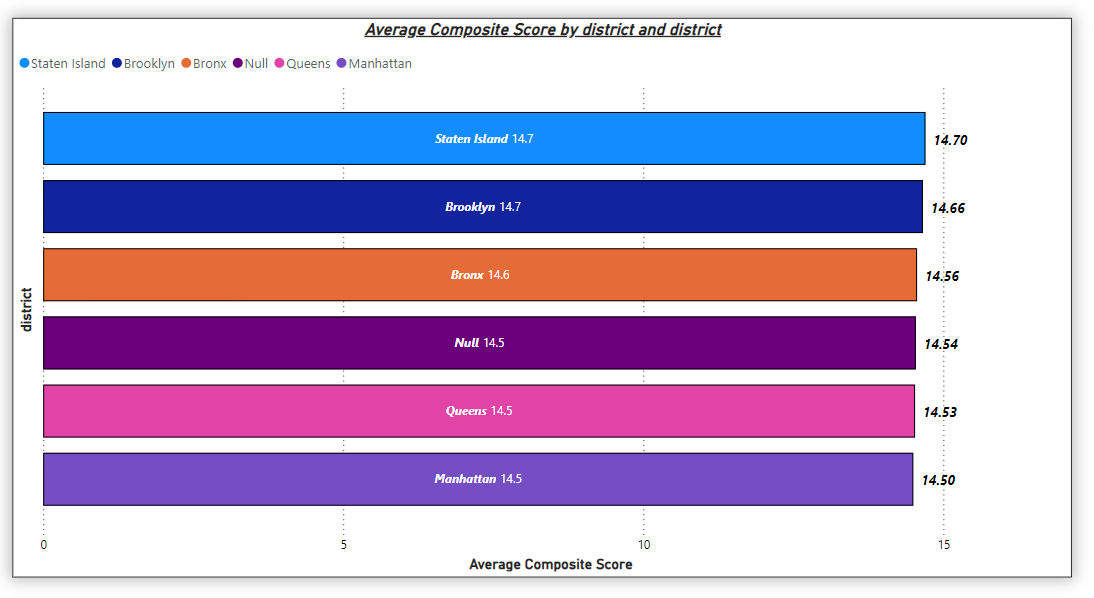 Average Composite Score by district and district
Staten Island Brooklyn Bronx Null Queens Manhattan
Staten Island 14.7 14.70
Brooklyn 14.7 14.66
Bronx 14.6 14.56
Null 14.5 14.54
Queens 14.5 14.53
Manhattan 14.5 14.50
district
0 5 10 15
Average Composite Score